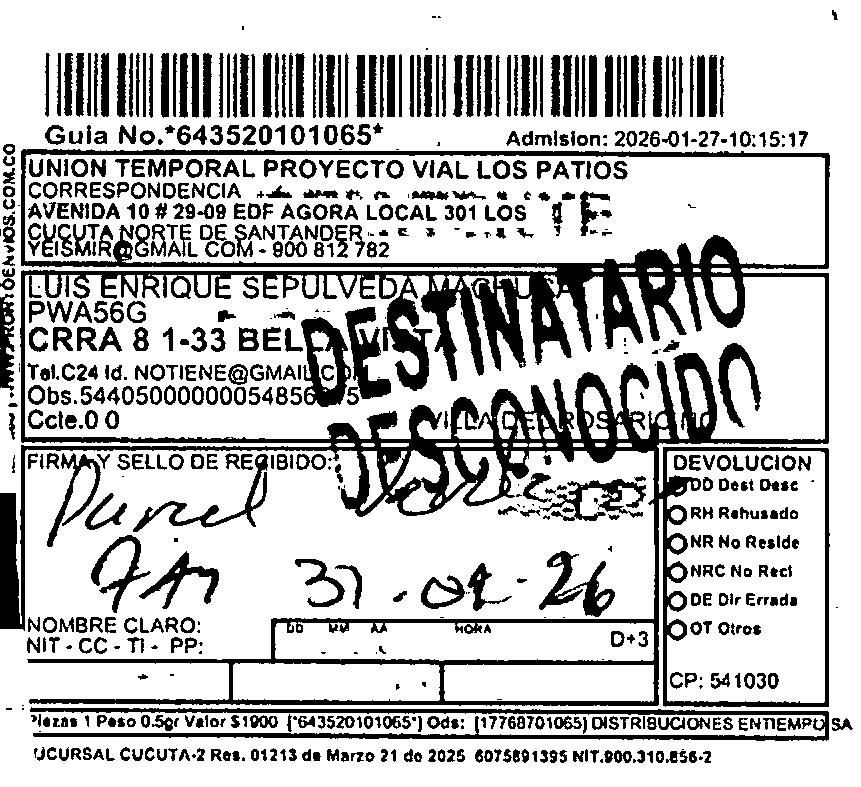 Guia No.*643520101065*
Admision: 2026-01-27-10:15:17
UNION TEMPORAL PROYECTO VIAL LOS PATIOS
CORRESPONDENCIA
AVENIDA 10 # 29-09 EDF AGORA LOCAL 301 LOS
CUCUTA NORTE DE SANTANDER
YEISMIR@GMAIL COM - 900 812 782
LUIS ENRIQUE SEPULVEDA
PWA56G
CRRA 8 1-33 BELLA VISTA
Tel.C24 Id. NOTIENE@GMAIL.COM
Ccte.0 0
VILLA DEL ROSARIO
DESTINATARIO
DESCONOCIDO
FIRMA Y SELLO DE RECIBIDO:
31-01-26
NOMBRE CLARO:
NIT - CC - TI - PP:
DD MM AA HORA
D+3
DEVOLUCION
DD Dest Desc
RH Rehusado
NR No Reside
NRC No Reci
DE Dir Errada
OT Otros
CP: 541030
Piezas 1 Peso 0.5gr Valor $1900 (*643520101065*) Ods: (17768701065) DISTRIBUCIONES ENTIEMPO SA
UCURSAL CUCUTA-2 Res. 01213 de Marzo 21 de 2025 6075891395 NIT.900.310.856-2